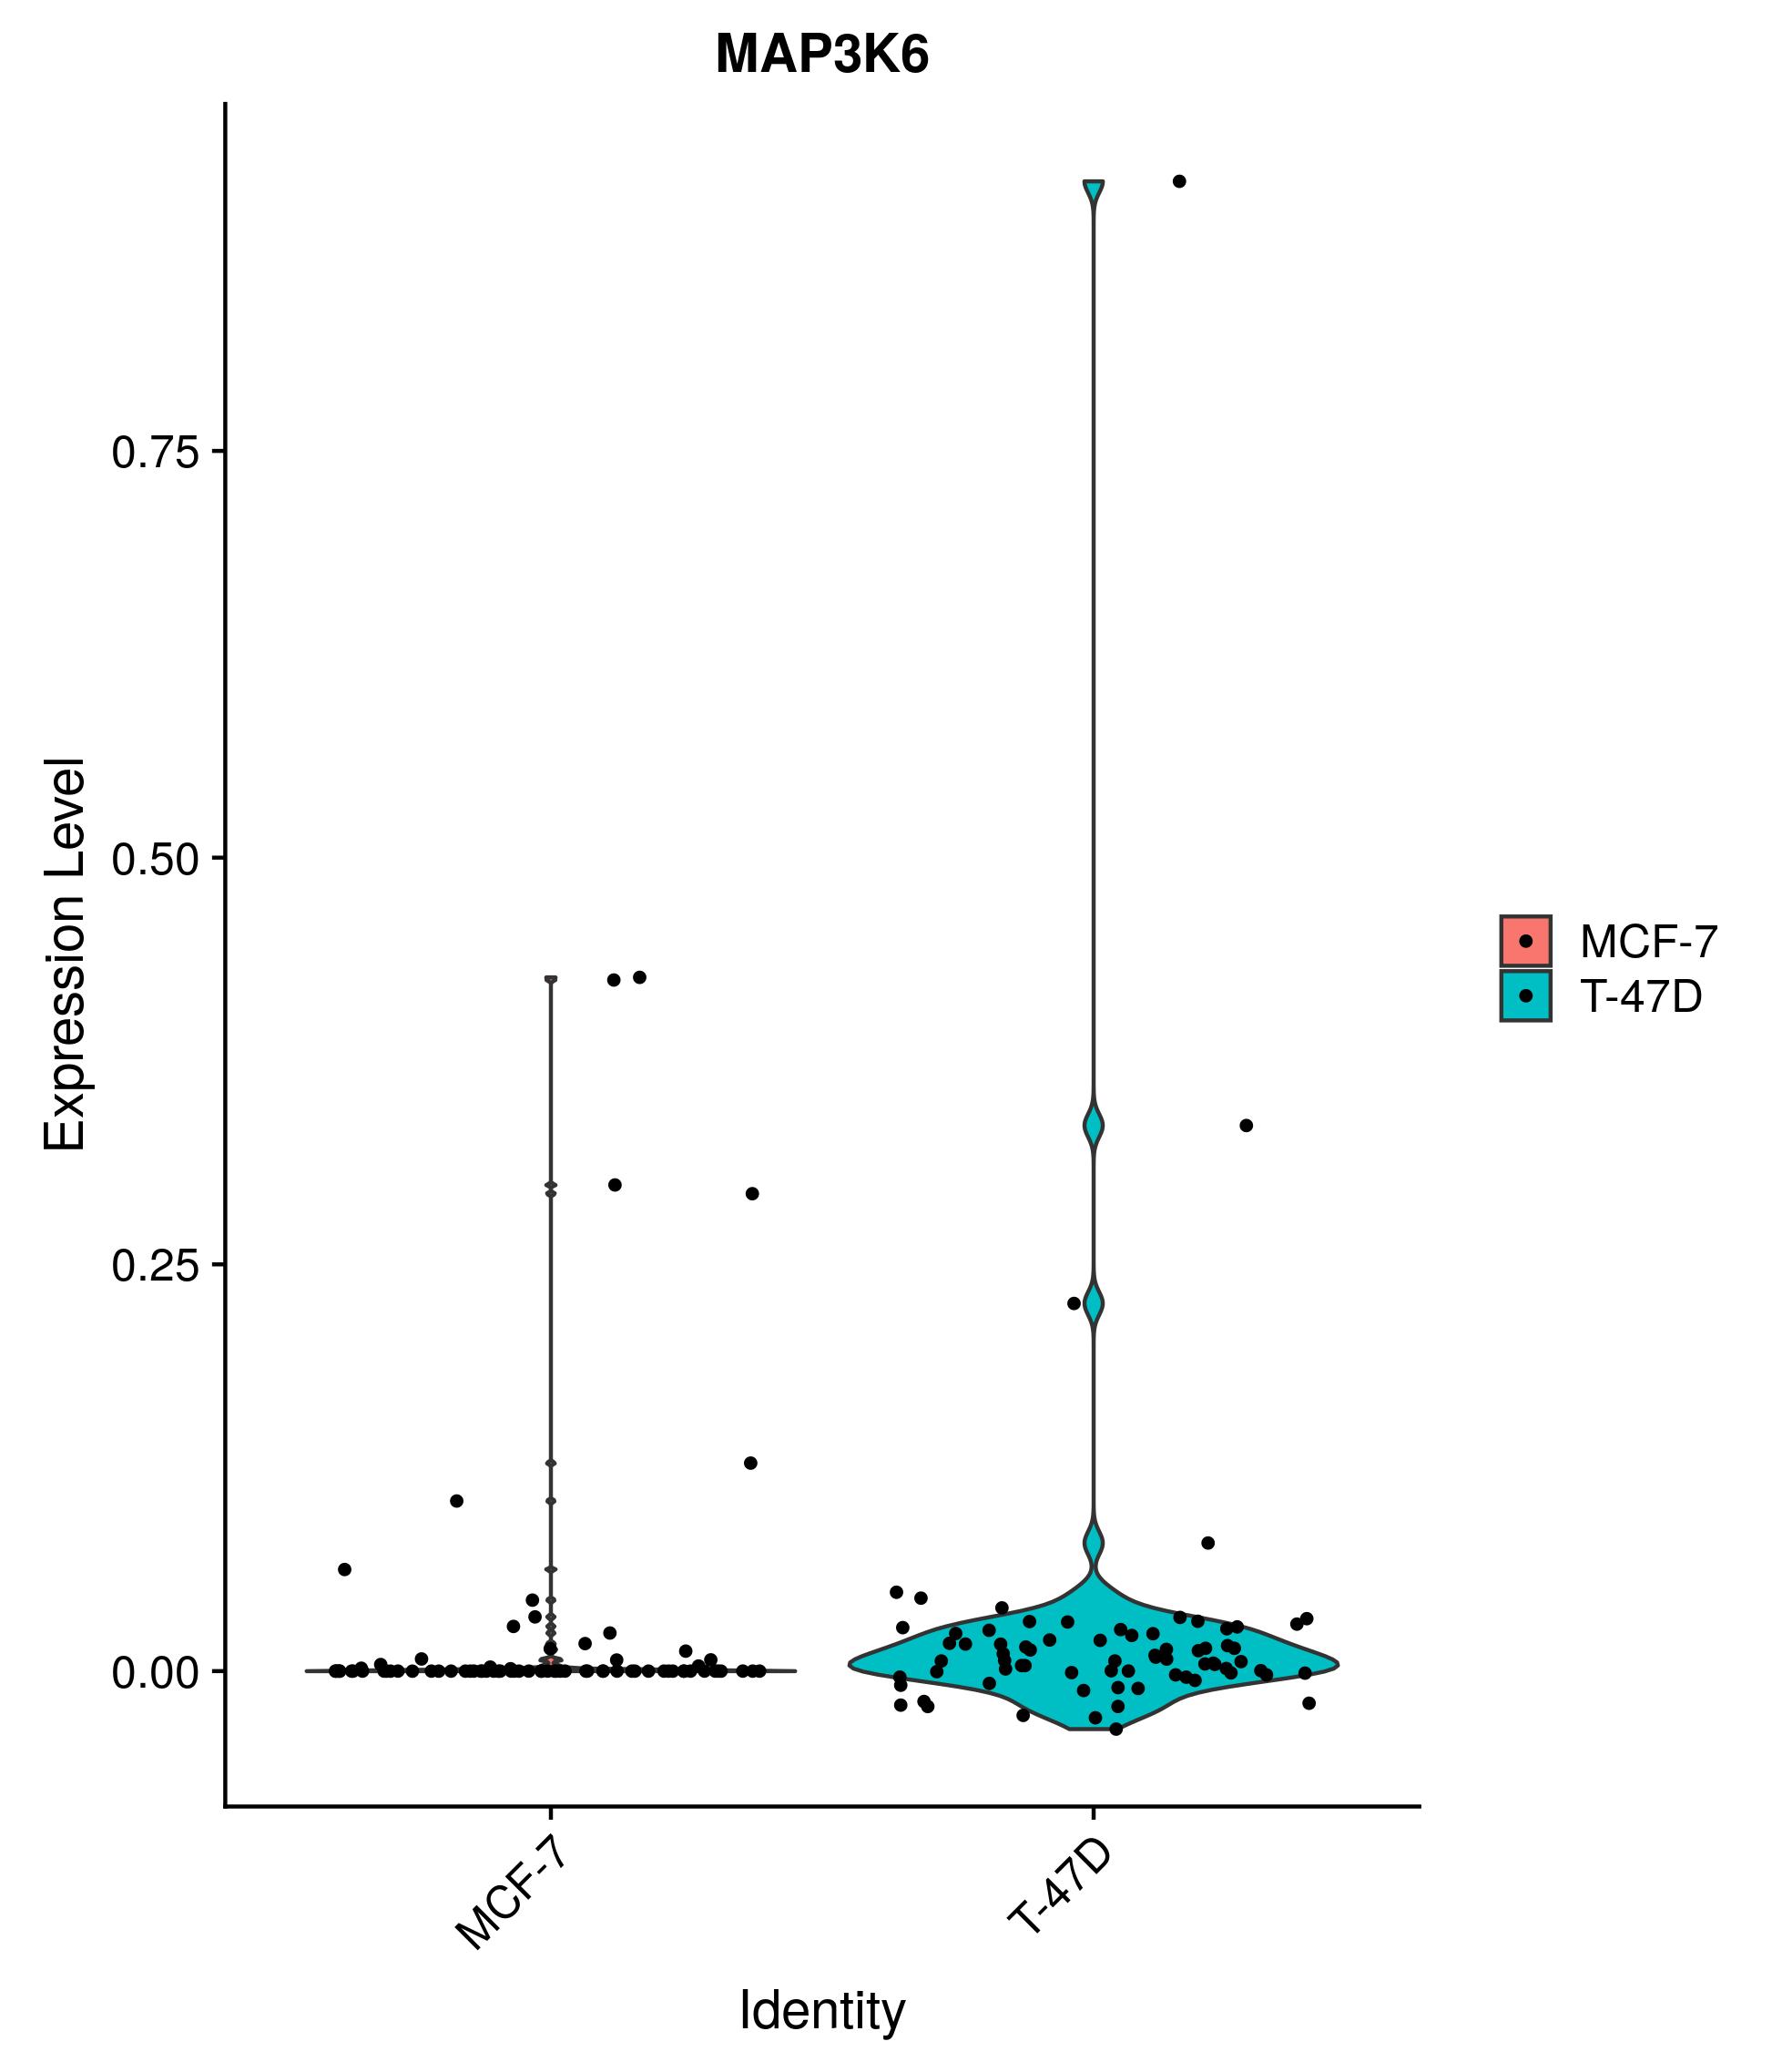 MAP3K6
Expression Level
0.75
0.50
0.25
0.00
MCF-7
T-47D
Identity
MCF-7
T-47D